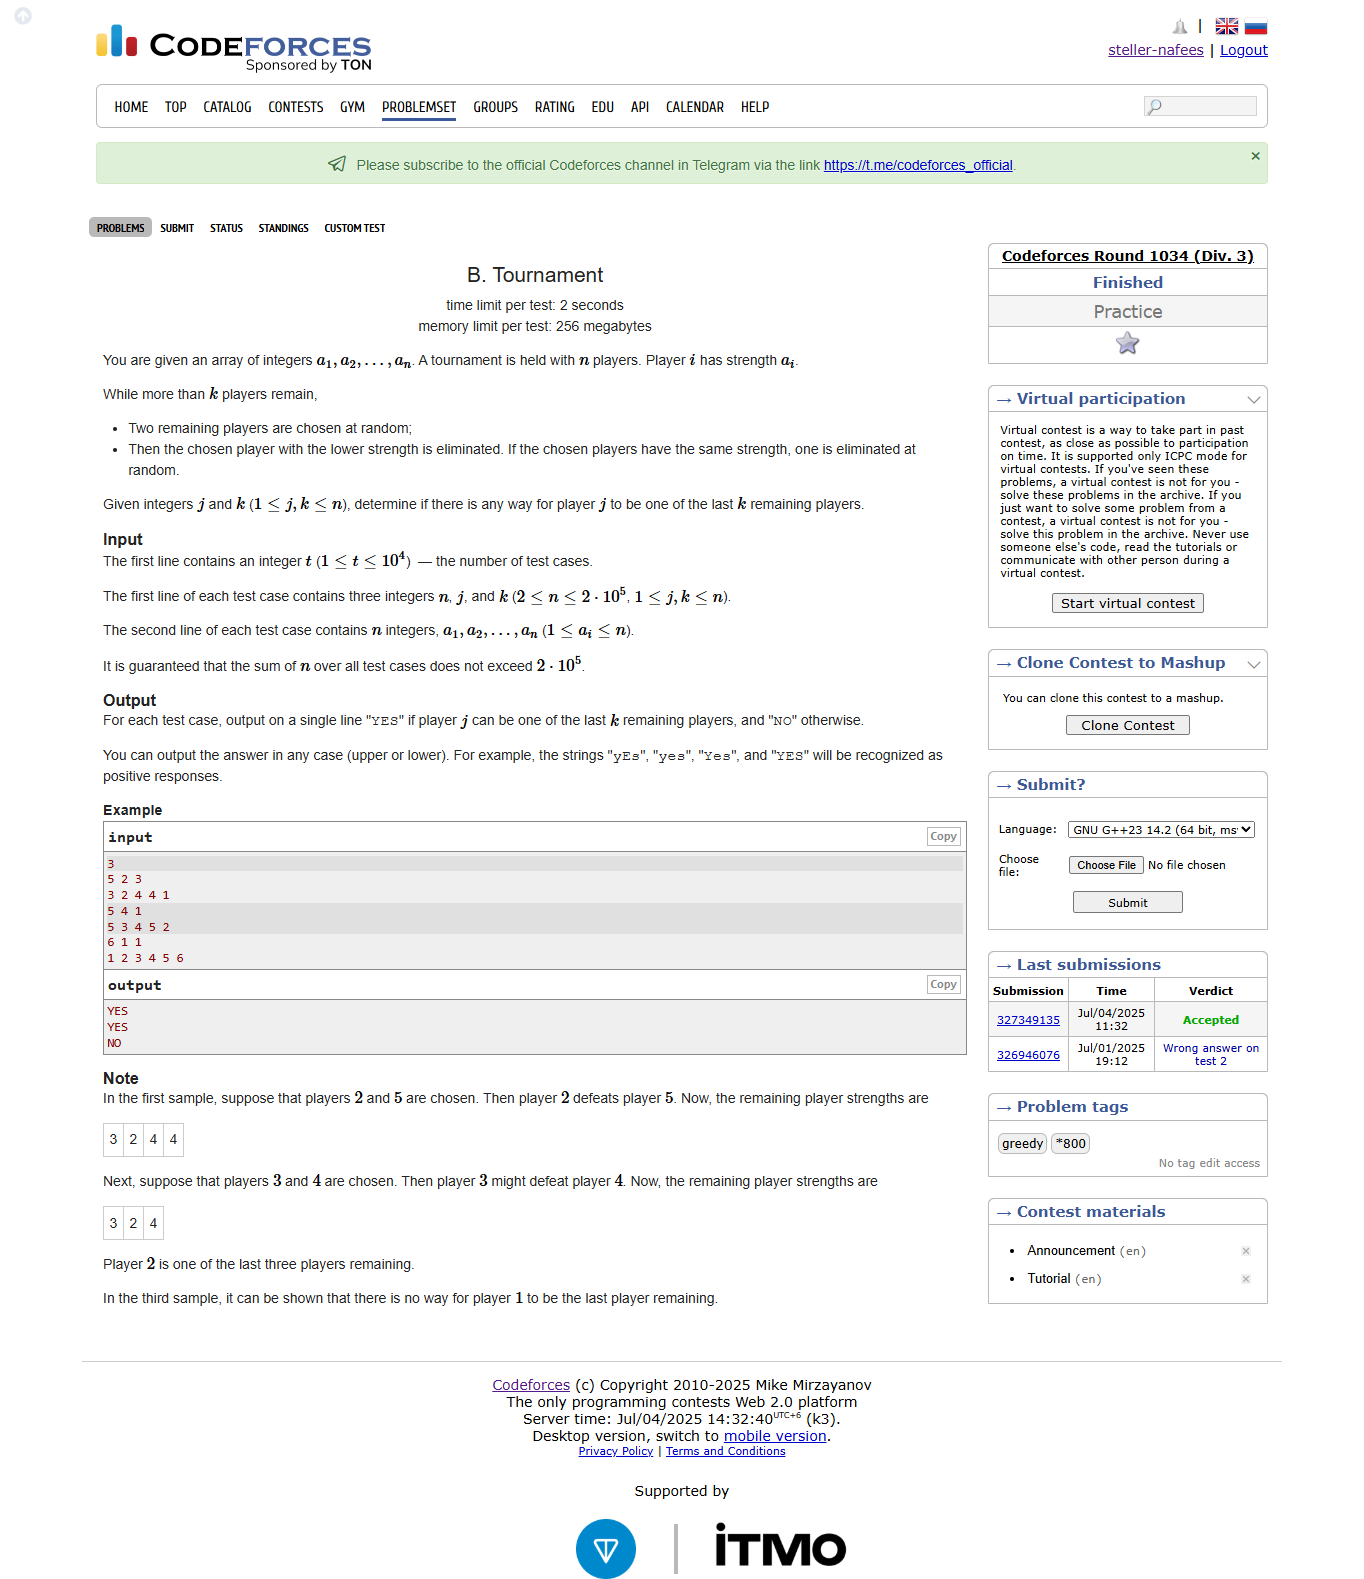 CODEFORCES
Sponsored by TON
|
steller-nafees | Logout
HOME TOP CATALOG CONTESTS GYM PROBLEMSET GROUPS RATING EDU API CALENDAR HELP
Please subscribe to the official Codeforces channel in Telegram via the link https://t.me/codeforces_official.
×
PROBLEMS SUBMIT STATUS STANDINGS CUSTOM TEST
B. Tournament
time limit per test: 2 seconds
memory limit per test: 256 megabytes
You are given an array of integers a₁, a₂, . . . , aₙ. A tournament is held with n players. Player i has strength aᵢ.
While more than k players remain,
• Two remaining players are chosen at random;
• Then the chosen player with the lower strength is eliminated. If the chosen players have the same strength, one is eliminated at
random.
Given integers j and k (1 ≤ j, k ≤ n), determine if there is any way for player j to be one of the last k remaining players.
Input
The first line contains an integer t (1 ≤ t ≤ 10⁴) — the number of test cases.
The first line of each test case contains three integers n, j, and k (2 ≤ n ≤ 2 · 10⁵, 1 ≤ j, k ≤ n).
The second line of each test case contains n integers, a₁, a₂, . . . , aₙ (1 ≤ aᵢ ≤ n).
It is guaranteed that the sum of n over all test cases does not exceed 2 · 10⁵.
Output
For each test case, output on a single line "YES" if player j can be one of the last k remaining players, and "NO" otherwise.
You can output the answer in any case (upper or lower). For example, the strings "yEs", "yes", "Yes", and "YES" will be recognized as
positive responses.
Example
input
Copy
3
5 2 3
3 2 4 4 1
5 4 1
5 3 4 5 2
6 1 1
1 2 3 4 5 6
output
Copy
YES
YES
NO
Note
In the first sample, suppose that players 2 and 5 are chosen. Then player 2 defeats player 5. Now, the remaining player strengths are
3 2 4 4
Next, suppose that players 3 and 4 are chosen. Then player 3 might defeat player 4. Now, the remaining player strengths are
3 2 4
Player 2 is one of the last three players remaining.
In the third sample, it can be shown that there is no way for player 1 to be the last player remaining.
Codeforces Round 1034 (Div. 3)
Finished
Practice
→ Virtual participation
Virtual contest is a way to take part in past
contest, as close as possible to participation
on time. It is supported only ICPC mode for
virtual contests. If you've seen these
problems, a virtual contest is not for you -
solve these problems in the archive. If you
just want to solve some problem from a
contest, a virtual contest is not for you -
solve this problem in the archive. Never use
someone else's code, read the tutorials or
communicate with other person during a
virtual contest.
Start virtual contest
→ Clone Contest to Mashup
You can clone this contest to a mashup.
Clone Contest
→ Submit?
Language: GNU G++23 14.2 (64 bit, ms
Choose
file:
Choose File No file chosen
Submit
→ Last submissions
Submission Time Verdict
327349135 Jul/04/2025 11:32 Accepted
326946076 Jul/01/2025 19:12 Wrong answer on test 2
→ Problem tags
greedy *800
No tag edit access
→ Contest materials
• Announcement (en) ×
• Tutorial (en) ×
Codeforces (c) Copyright 2010-2025 Mike Mirzayanov
The only programming contests Web 2.0 platform
Server time: Jul/04/2025 14:32:40 UTC+6 (k3).
Desktop version, switch to mobile version.
Privacy Policy | Terms and Conditions
Supported by
iTMO